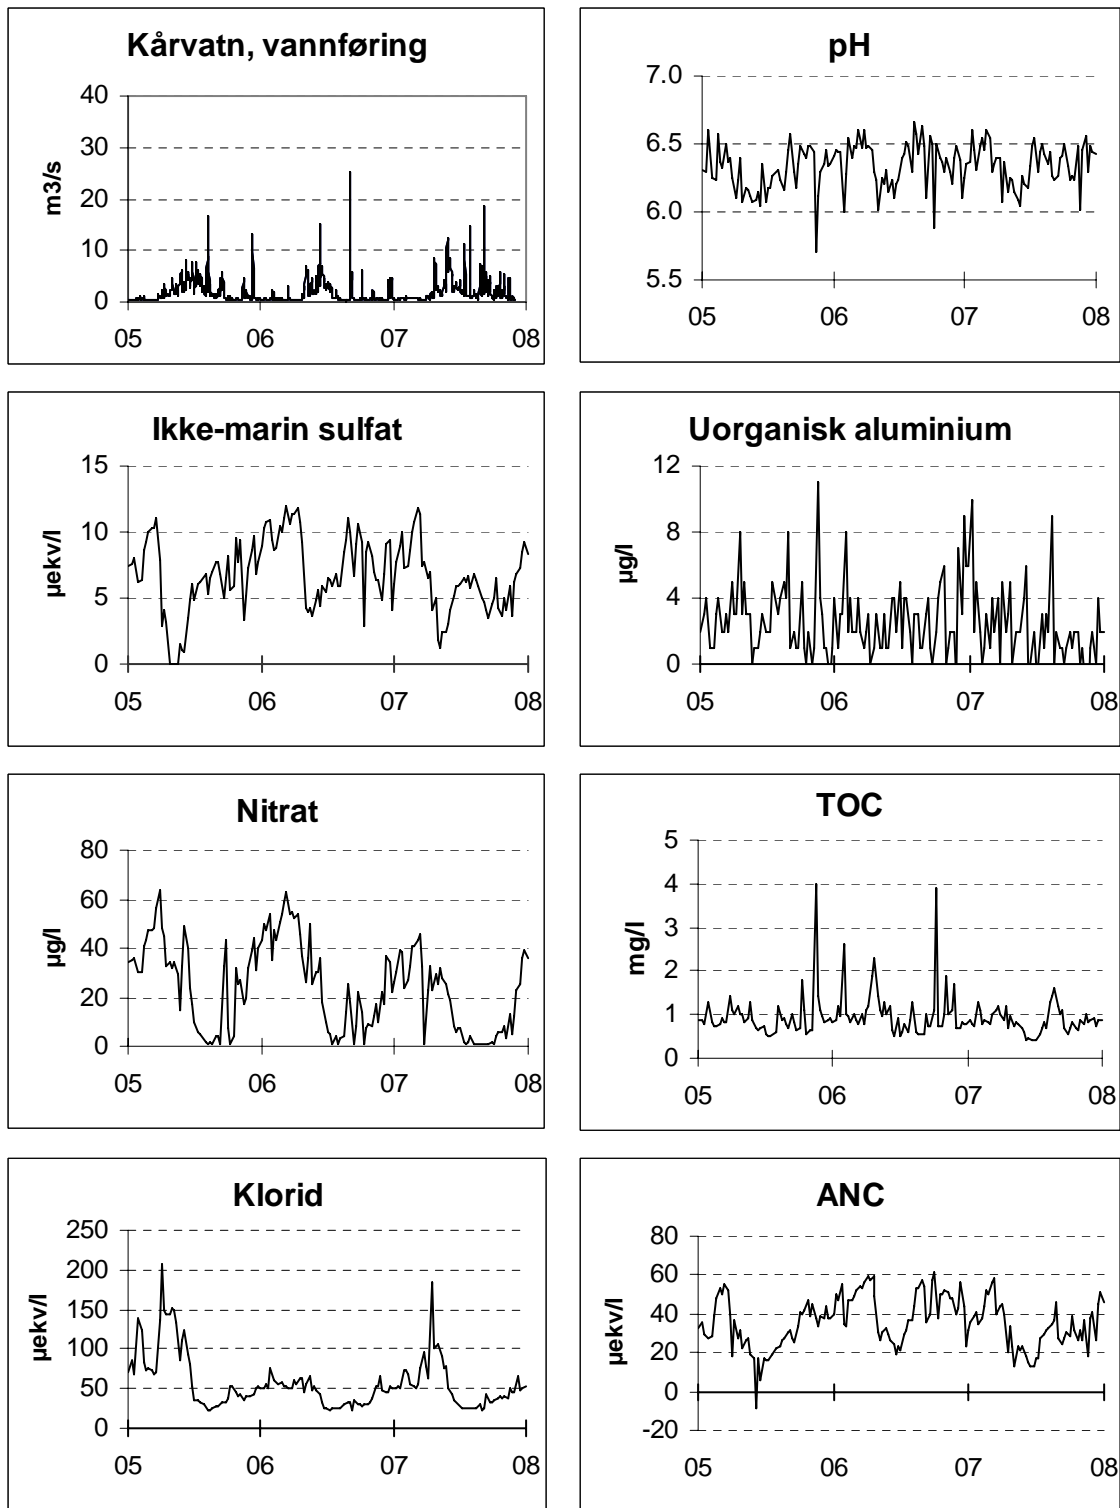 Kårvatn, vannføring
m3/s
40
30
20
10
0
05 06 07 08
pH
7.0
6.5
6.0
5.5
05 06 07 08
Ikke-marin sulfat
µekv/l
15
10
5
0
05 06 07 08
Uorganisk aluminium
µg/l
12
8
4
0
05 06 07 08
Nitrat
µg/l
80
60
40
20
0
05 06 07 08
TOC
mg/l
5
4
3
2
1
0
05 06 07 08
Klorid
µekv/l
250
200
150
100
50
0
05 06 07 08
ANC
µekv/l
80
60
40
20
0
-20
05 06 07 08